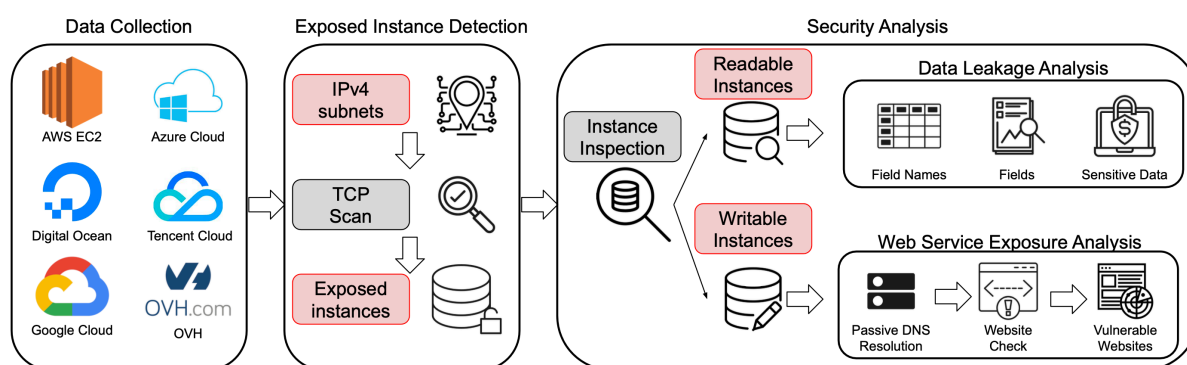 Data Collection
AWS EC2
Azure Cloud
Digital Ocean
Tencent Cloud
Google Cloud
OVH.com
OVH
Exposed Instance Detection
IPv4
subnets
TCP
Scan
Exposed
instances
Security Analysis
Instance
Inspection
Readable
Instances
Writable
Instances
Data Leakage Analysis
Field Names
Fields
Sensitive Data
Web Service Exposure Analysis
Passive DNS
Resolution
Website
Check
Vulnerable
Websites